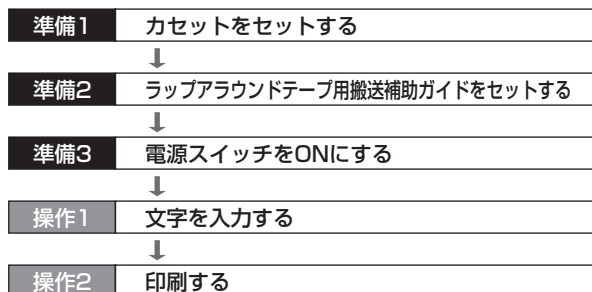 準備1 カセットをセットする
準備2 ラップアラウンドテープ用搬送補助ガイドをセットする
準備3 電源スイッチをONにする
操作1 文字を入力する
操作2 印刷する